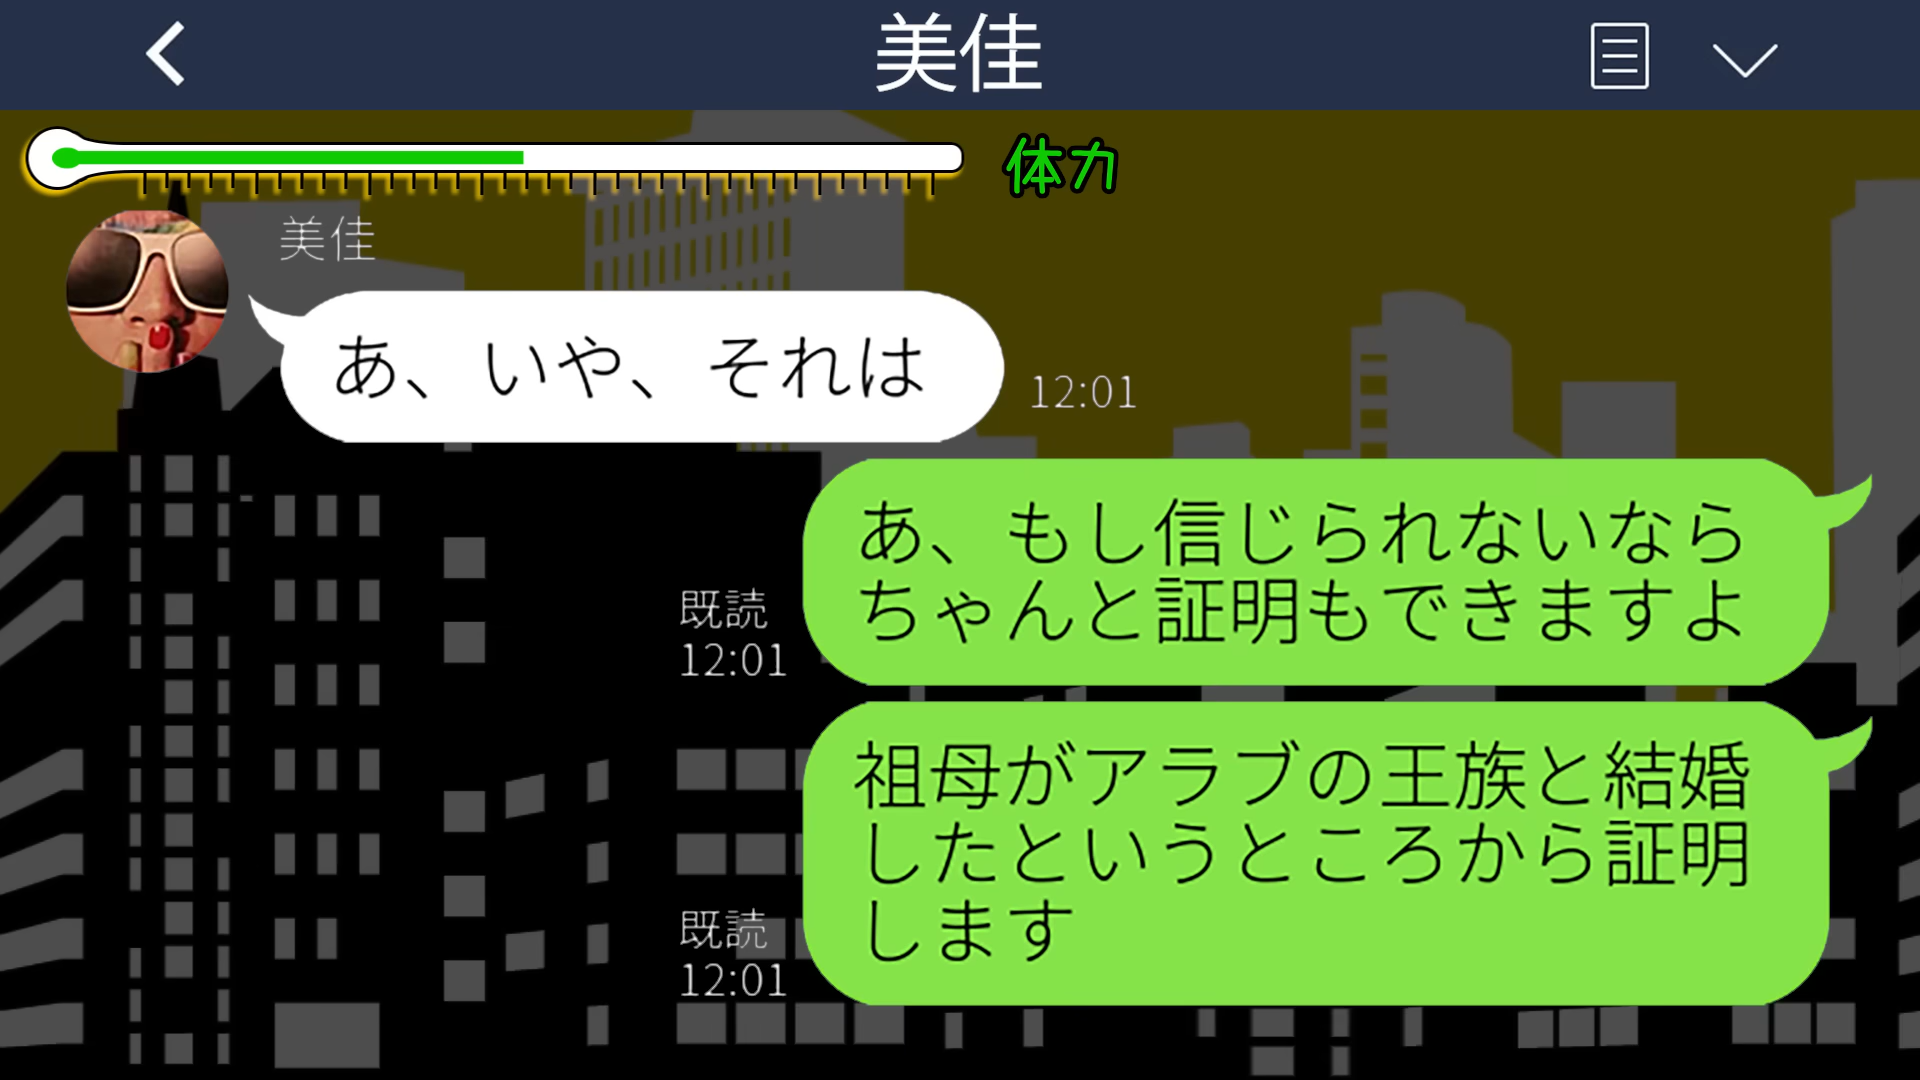 美佳
体力
美佳
あ、いや、それは
12:01
あ、もし信じられないなら
ちゃんと証明もできますよ
既読
12:01
祖母がアラブの王族と結婚
したというところから証明
します
既読
12:01